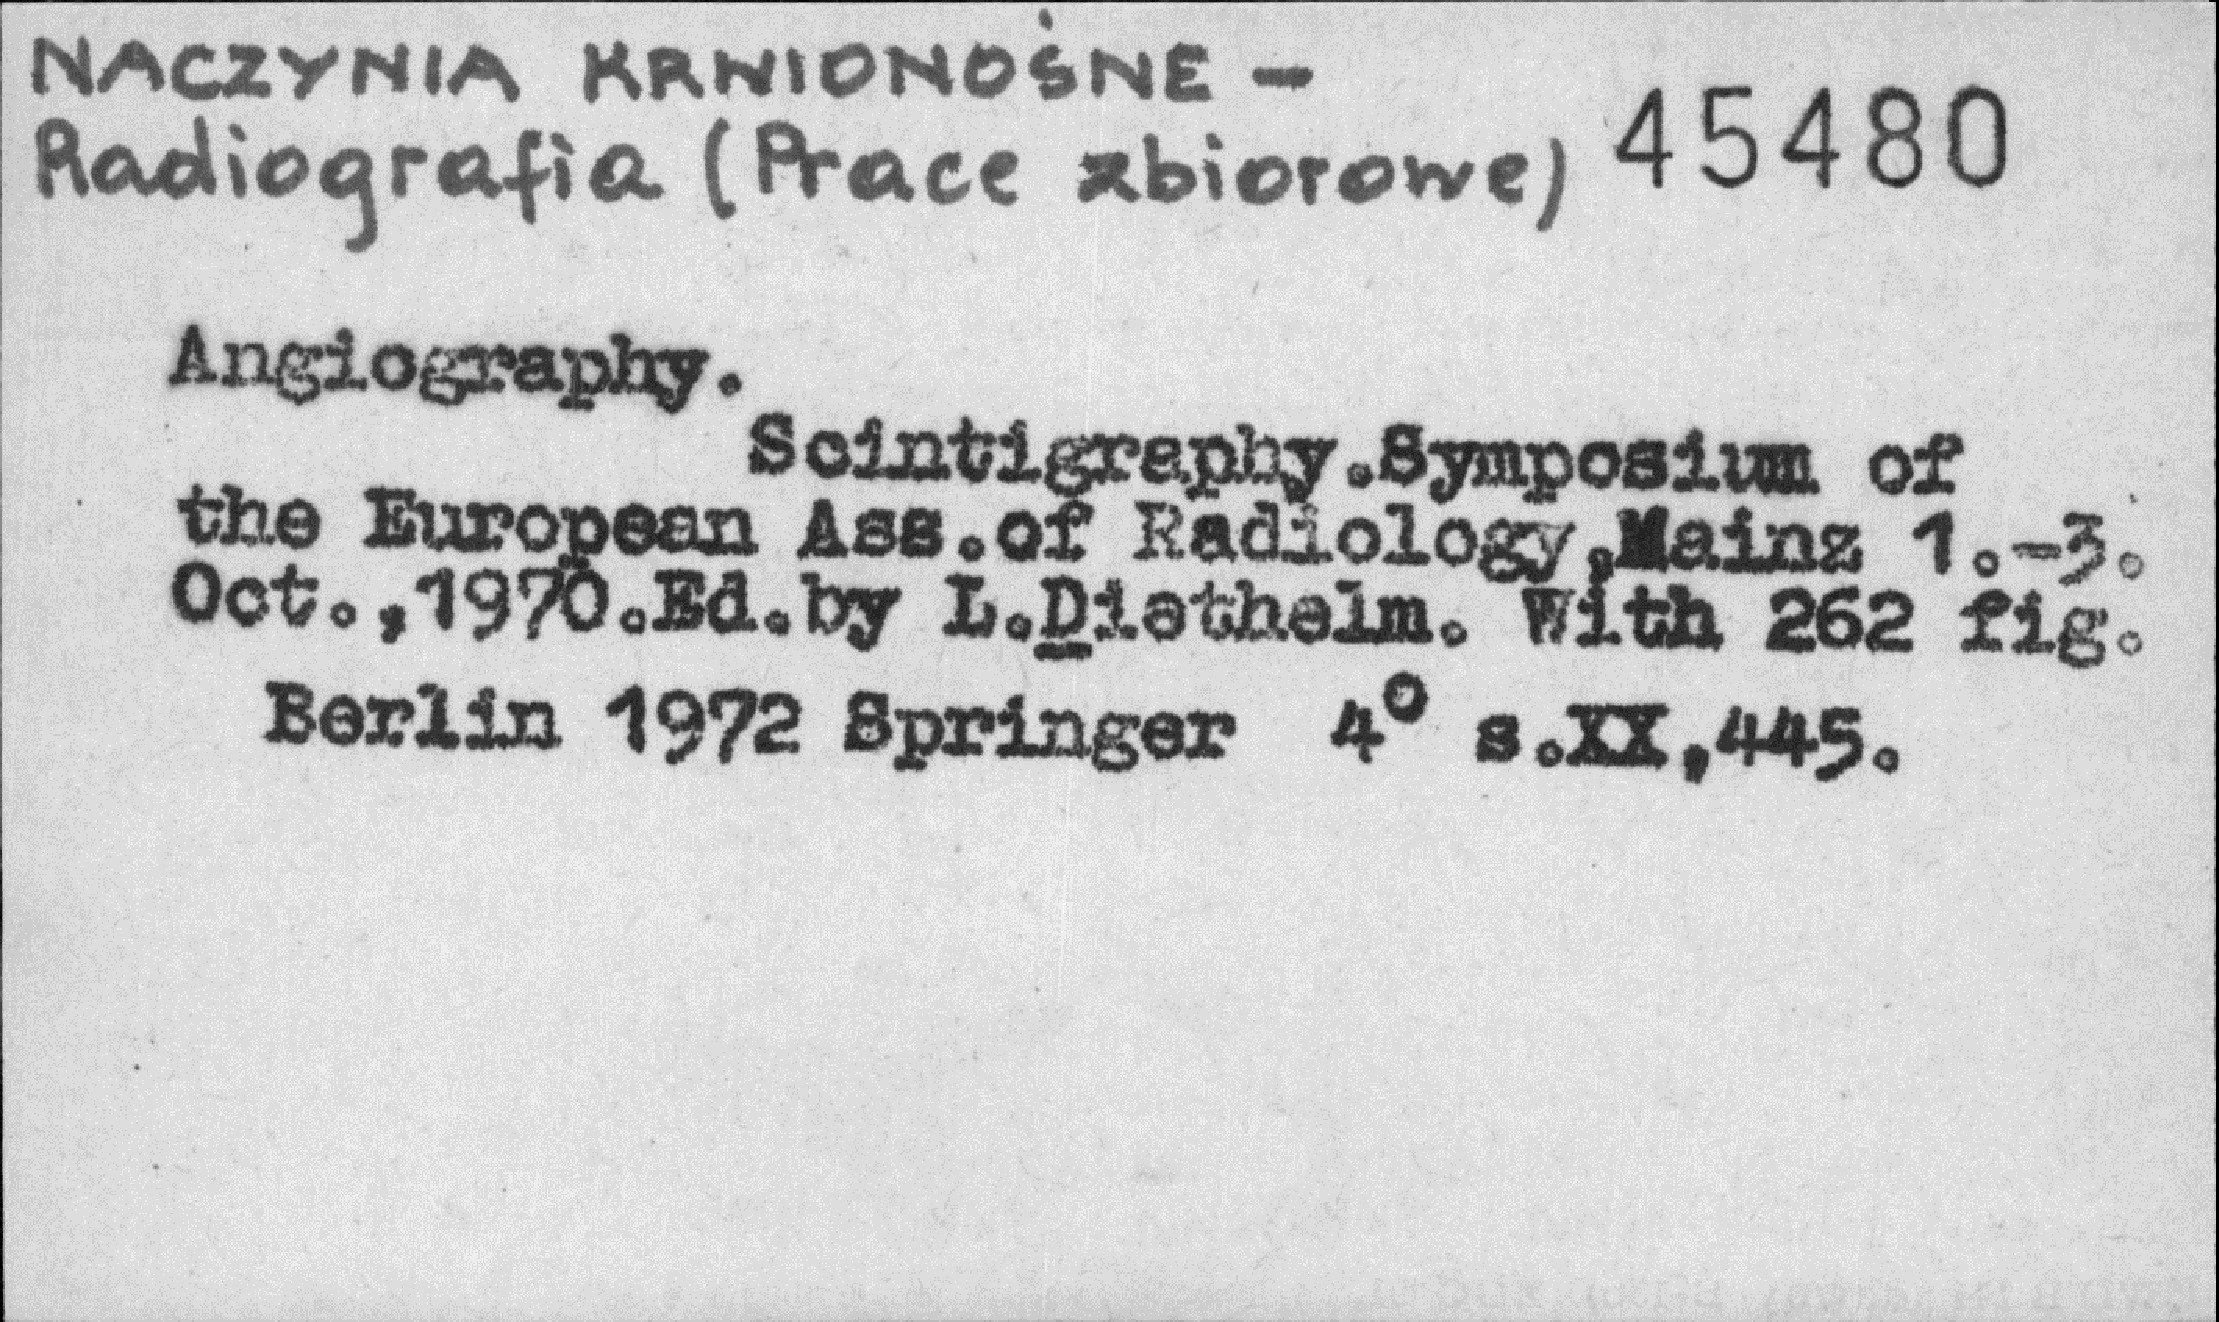 NACZYNIA KRWIONOŚNE -
Radiografia (Prace zbiorowe) 45480
Angiography.
Scintigraphy.Symposium of
the European Ass.of Radiology,Mainz 1.-3.
Oct.,1970.Ed.by L.Diethelm. With 262 fig.
Berlin 1972 Springer 4° s.XX,445.